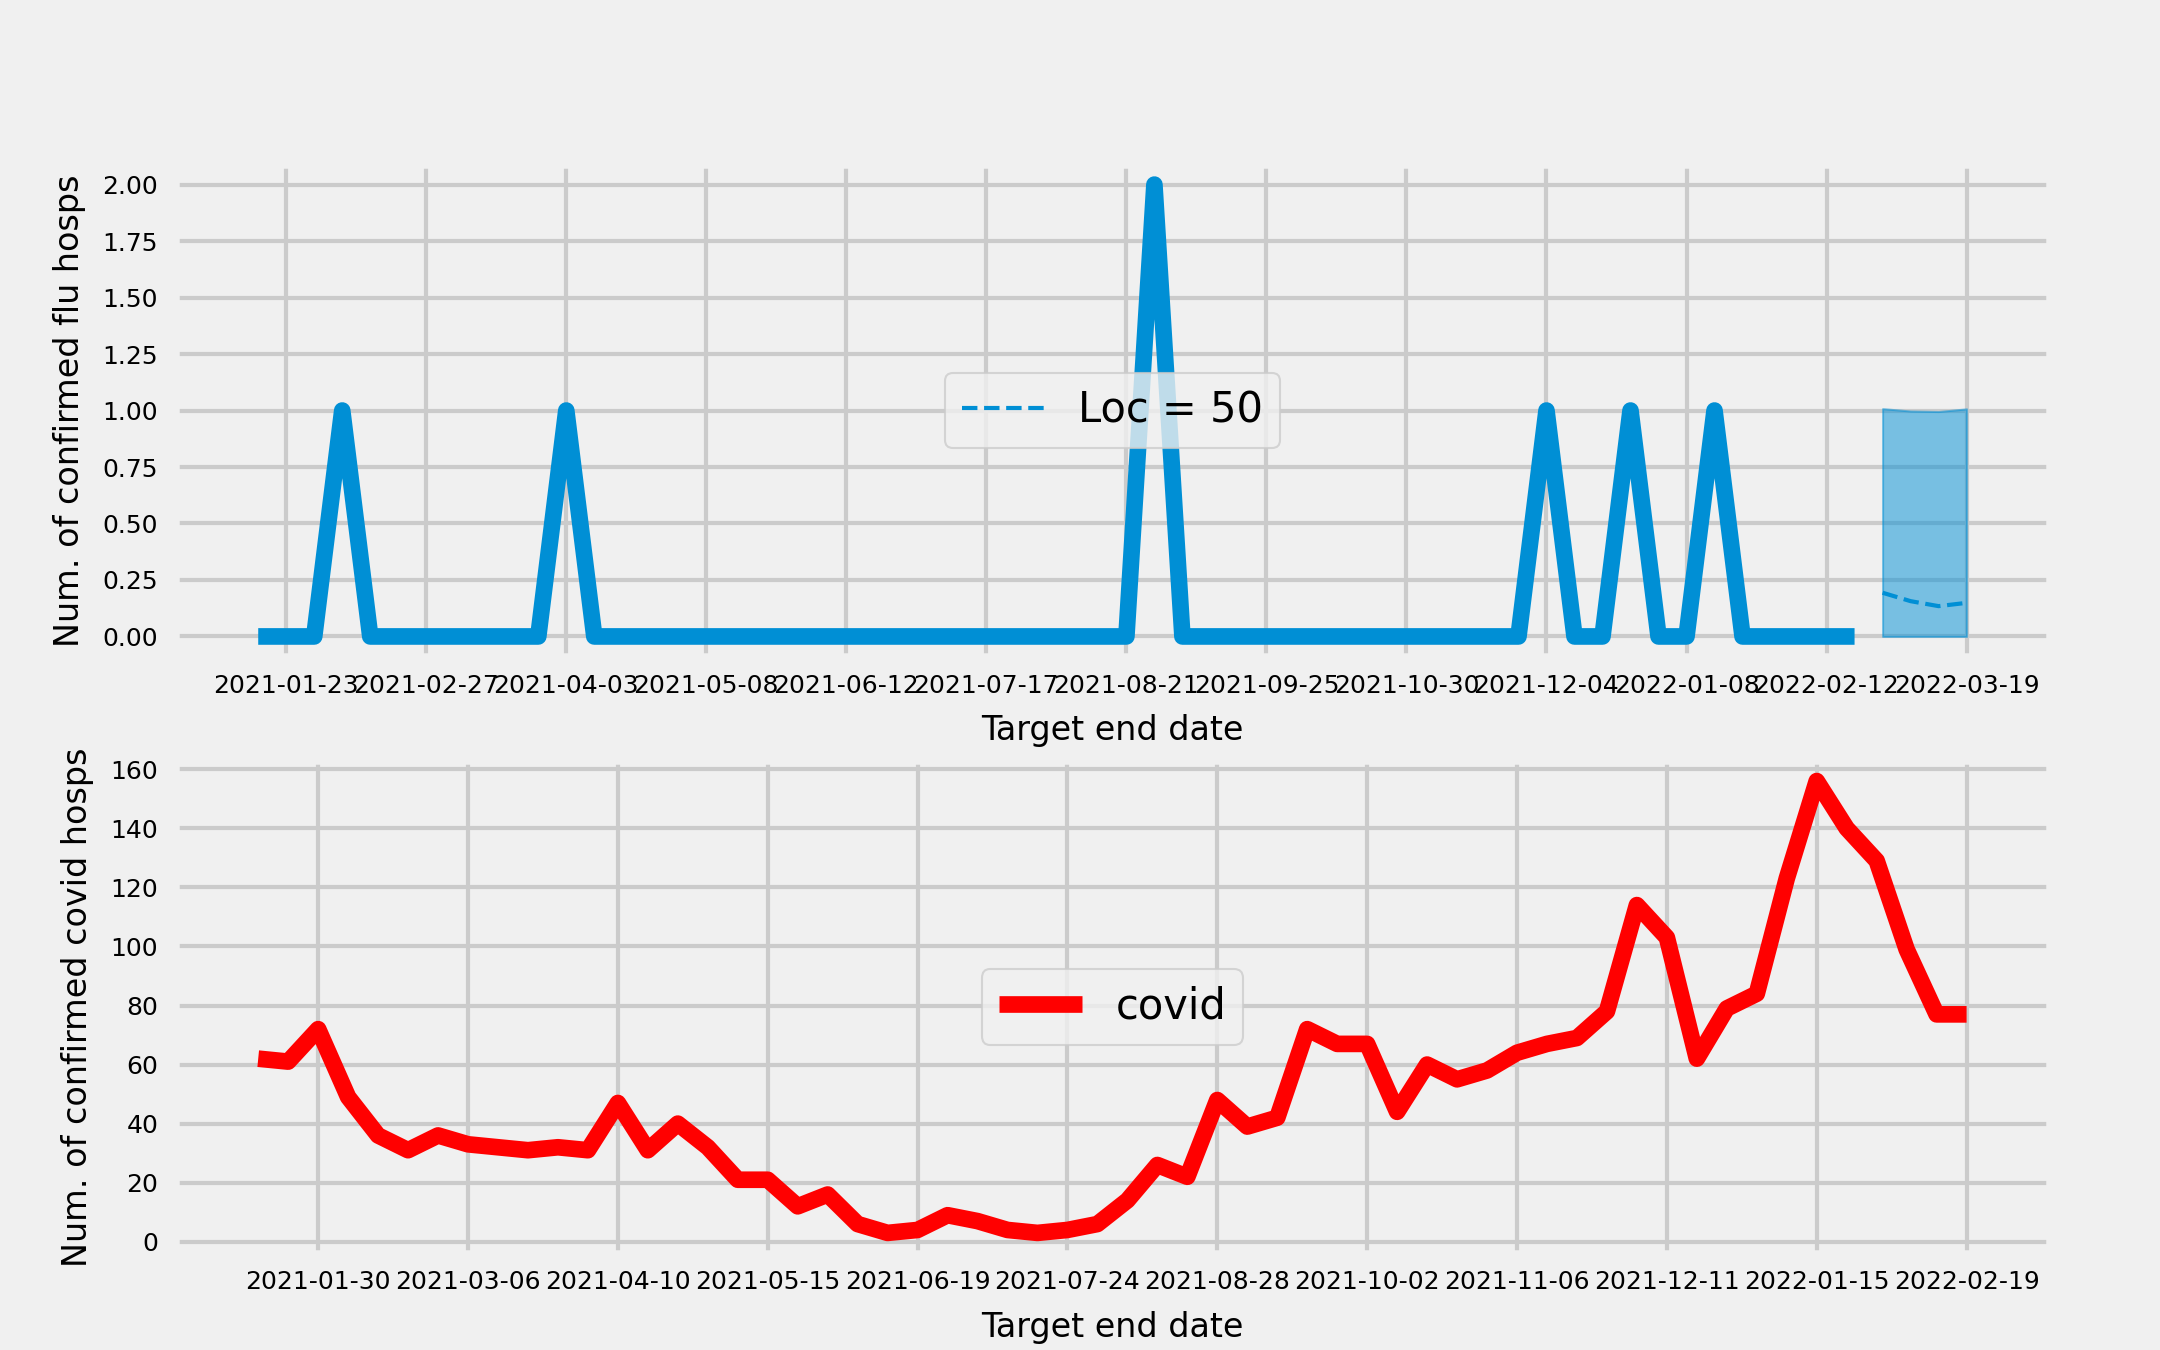 Num. of confirmed flu hosps
2.00
1.75
1.50
1.25
1.00
0.75
0.50
0.25
0.00
Loc = 50
2021-01-23 2021-02-27 2021-04-03 2021-05-08 2021-06-12 2021-07-17 2021-08-21 2021-09-25 2021-10-30 2021-12-04 2022-01-08 2022-02-12 2022-03-19
Target end date
Num. of confirmed covid hosps
160
140
120
100
80
60
40
20
0
covid
2021-01-30 2021-03-06 2021-04-10 2021-05-15 2021-06-19 2021-07-24 2021-08-28 2021-10-02 2021-11-06 2021-12-11 2022-01-15 2022-02-19
Target end date